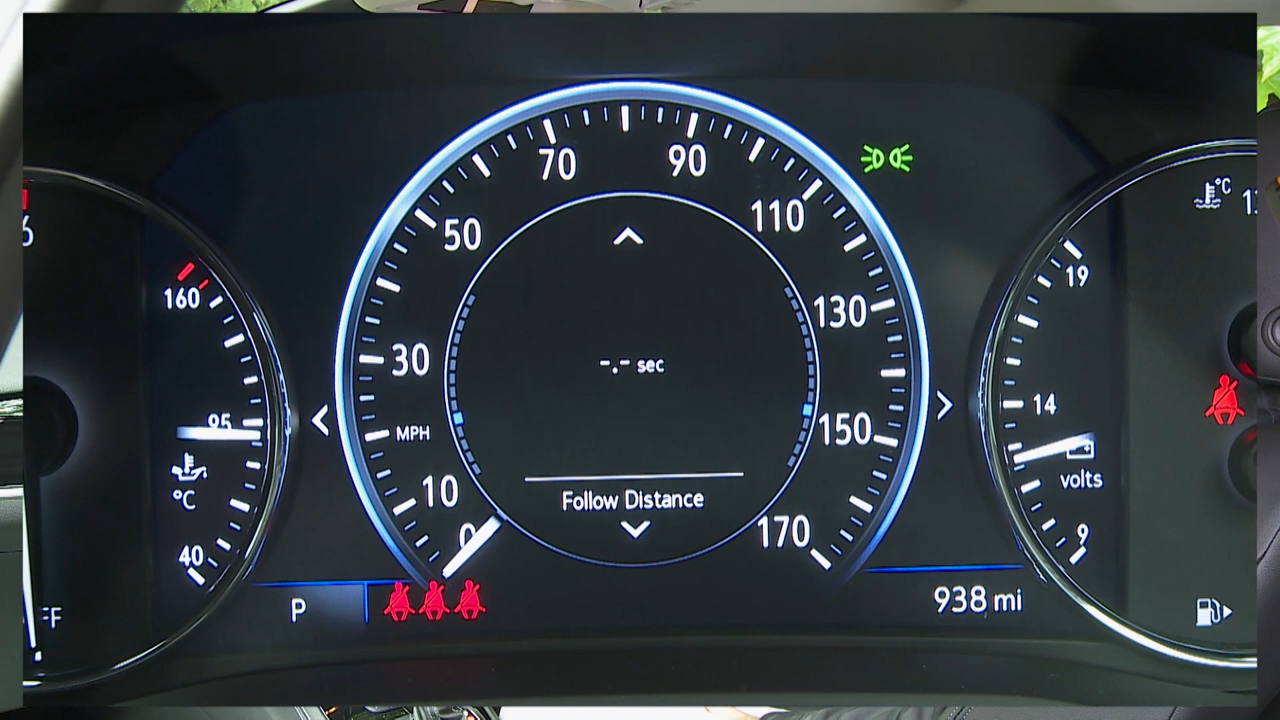 70 90
50 110
30 130
MPH 150
10 170
0
-.- sec
Follow Distance
160
95
°C
40
P
938 mi
°C
19
14
volts
9